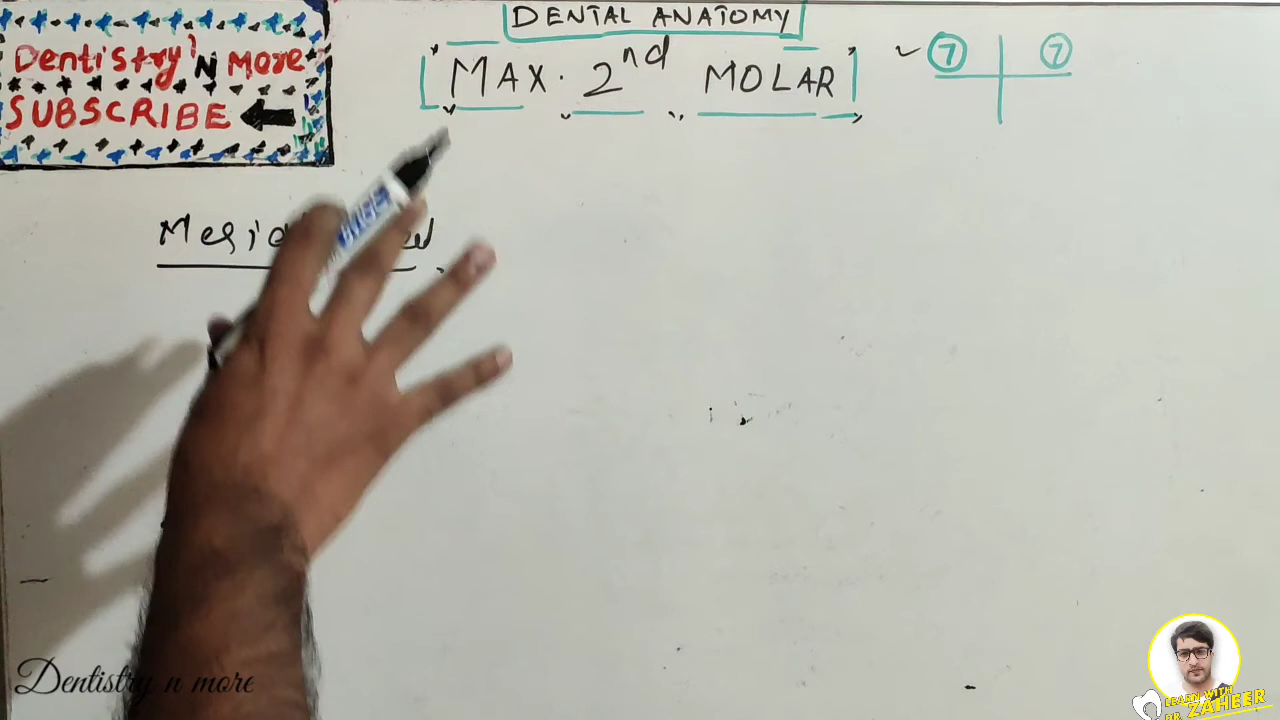 DENTAL ANATOMY
Dentistry 'N More
SUBSCRIBE
MAX. 2nd MOLAR
7 7
Dentistry n more
LEARN WITH
DR. ZAHEER